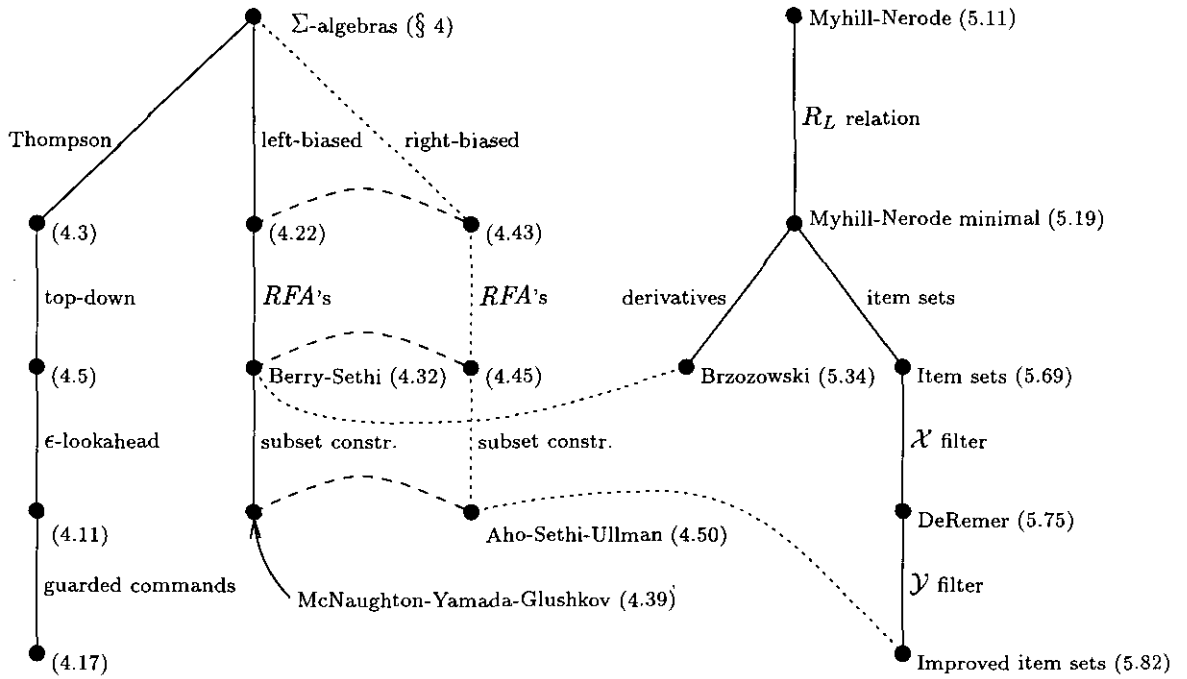 Σ-algebras (§ 4)
Myhill-Nerode (5.11)
Thompson
left-biased
right-biased
R_L relation
(4.3)
(4.22)
(4.43)
Myhill-Nerode minimal (5.19)
top-down
RFA's
RFA's
derivatives
item sets
(4.5)
Berry-Sethi (4.32)
(4.45)
Brzozowski (5.34)
Item sets (5.69)
ϵ-lookahead
subset constr.
subset constr.
𝒳 filter
(4.11)
Aho-Sethi-Ullman (4.50)
DeRemer (5.75)
guarded commands
McNaughton-Yamada-Glushkov (4.39)
𝒴 filter
(4.17)
Improved item sets (5.82)